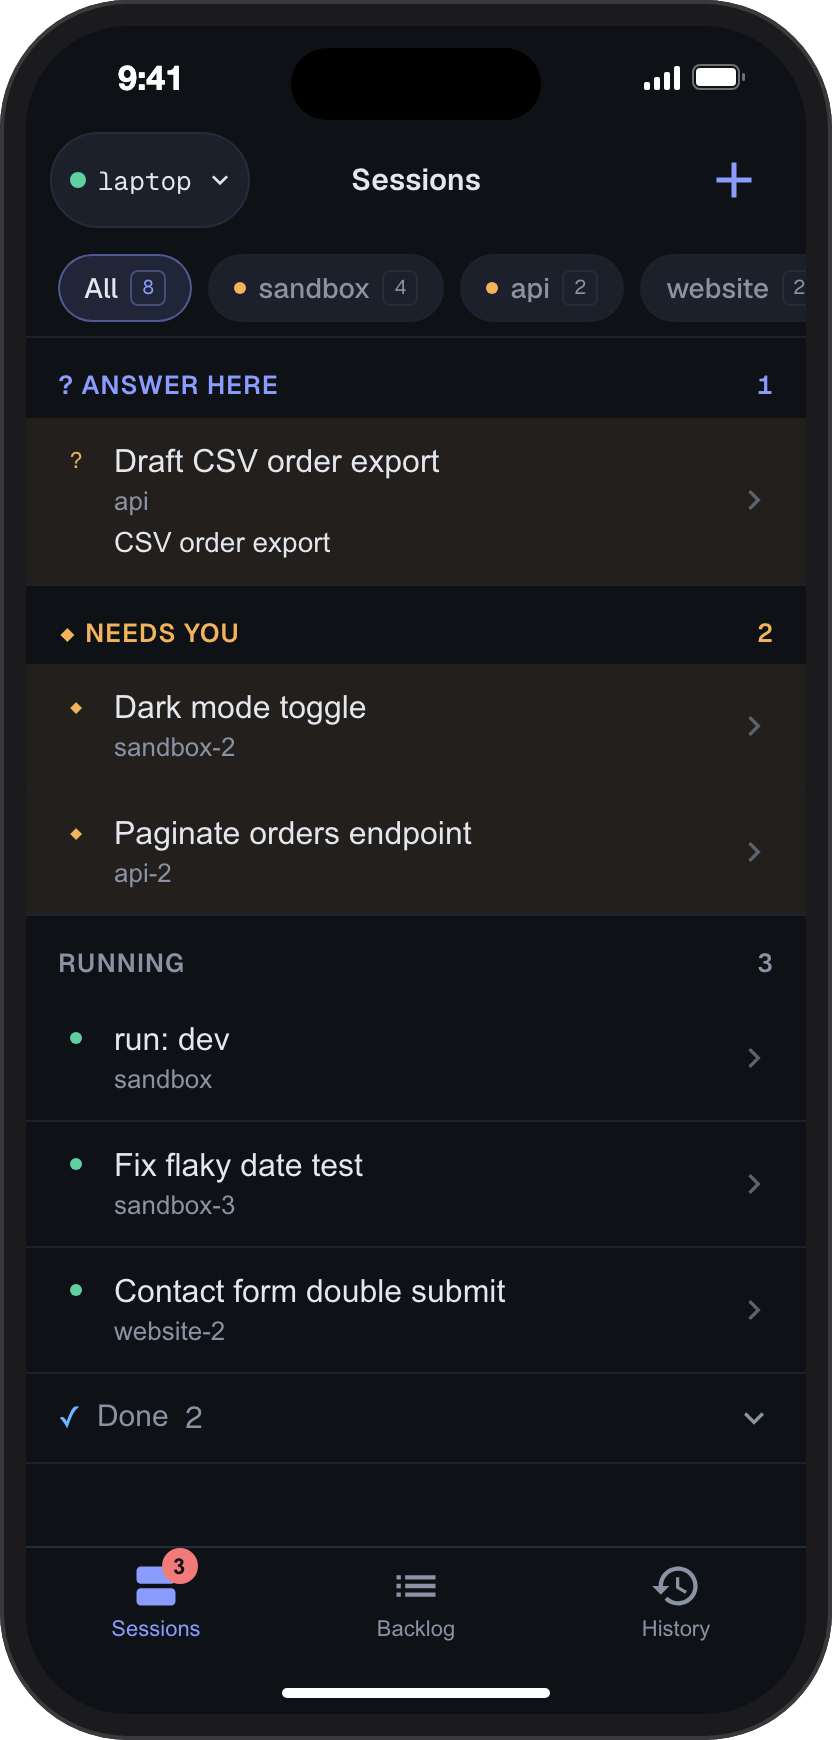 9:41
laptop
Sessions
All 8
sandbox 4
api 2
website 2
? ANSWER HERE 1
? Draft CSV order export
api
CSV order export
NEEDS YOU 2
Dark mode toggle
sandbox-2
Paginate orders endpoint
api-2
RUNNING 3
run: dev
sandbox
Fix flaky date test
sandbox-3
Contact form double submit
website-2
Done 2
3
Sessions
Backlog
History